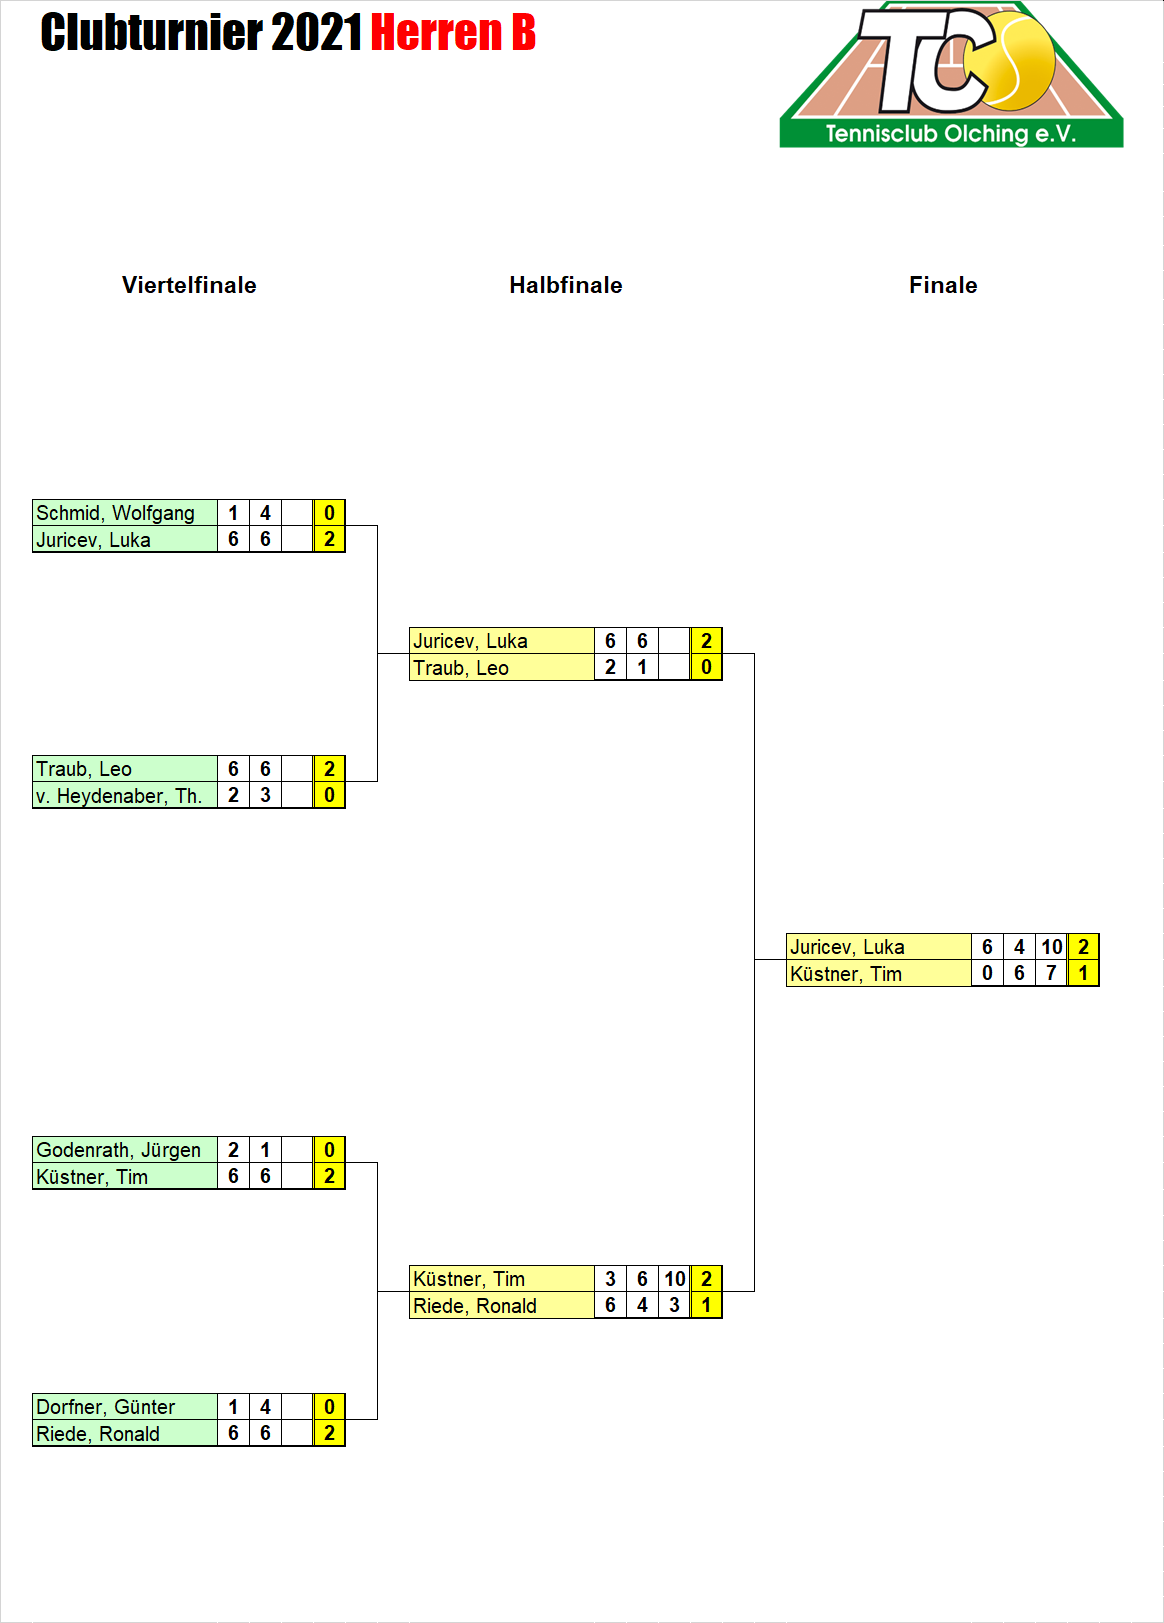 Clubturnier 2021 Herren B
TCO
Tennisclub Olching e.V.
Viertelfinale Halbfinale Finale
Schmid, Wolfgang 1 4 0
Juricev, Luka 6 6 2
Juricev, Luka 6 6 2
Traub, Leo 2 1 0
Traub, Leo 6 6 2
v. Heydenaber, Th. 2 3 0
Juricev, Luka 6 4 10 2
Küstner, Tim 0 6 7 1
Godenrath, Jürgen 2 1 0
Küstner, Tim 6 6 2
Küstner, Tim 3 6 10 2
Riede, Ronald 6 4 3 1
Dorfner, Günter 1 4 0
Riede, Ronald 6 6 2